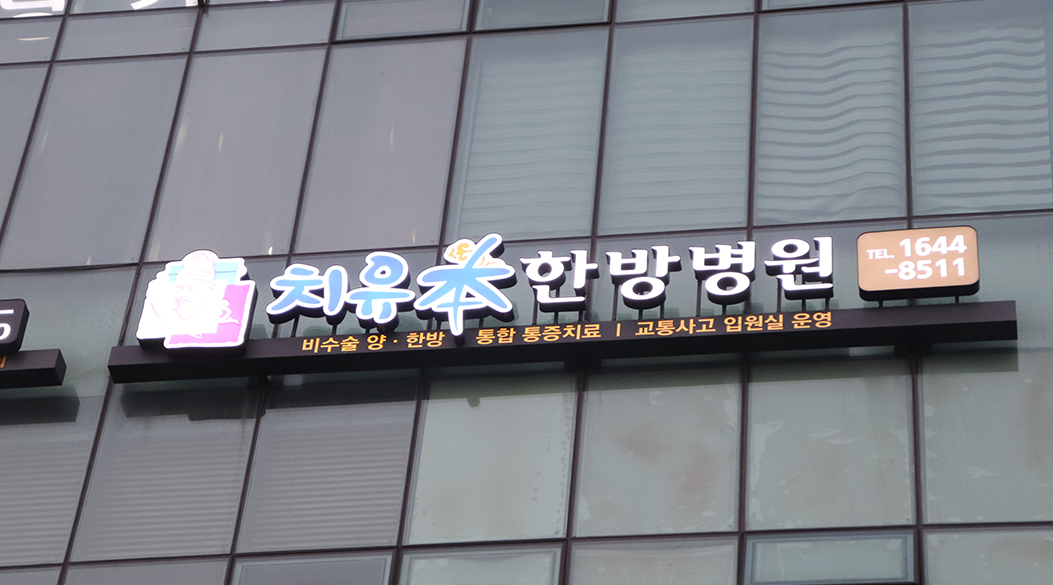 치유本한방병원
TEL. 1644
-8511
비수술 양·한방 통합 통증치료 | 교통사고 입원실 운영
5